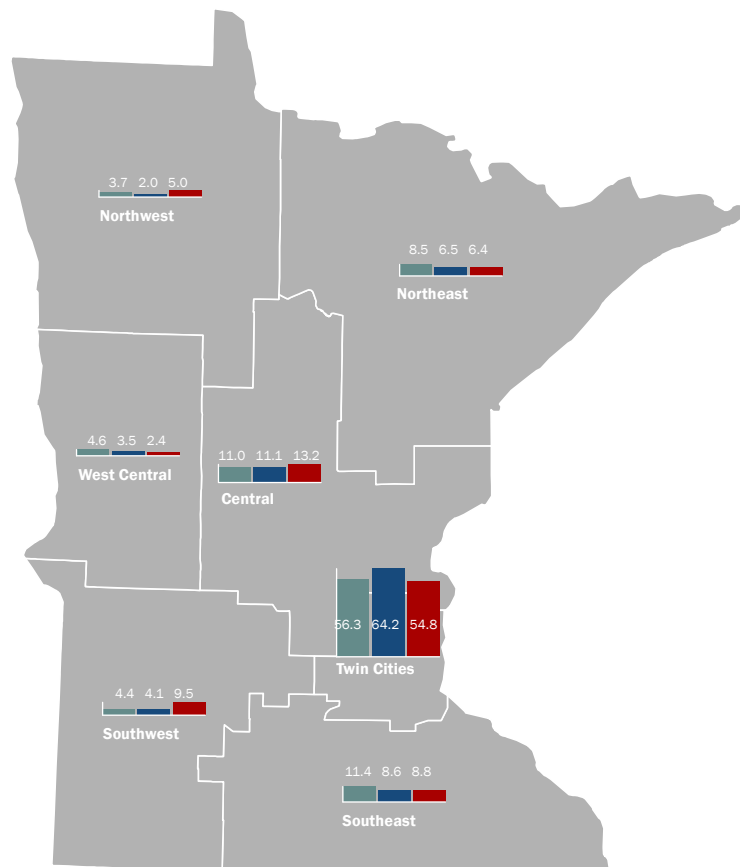 3.7 2.0 5.0
Northwest
8.5 6.5 6.4
Northeast
4.6 3.5 2.4
West Central
11.0 11.1 13.2
Central
56.3 64.2 54.8
Twin Cities
4.4 4.1 9.5
Southwest
11.4 8.6 8.8
Southeast